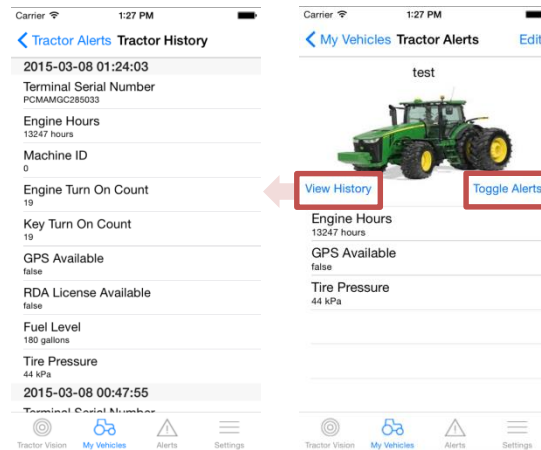 Carrier 1:27 PM
Tractor Alerts Tractor History
2015-03-08 01:24:03
Terminal Serial Number
PCMAMGC285033
Engine Hours
13247 hours
Machine ID
0
Engine Turn On Count
19
Key Turn On Count
19
GPS Available
false
RDA License Available
false
Fuel Level
180 gallons
Tire Pressure
44 kPa
2015-03-08 00:47:55
Terminal Serial Number
Tractor Vision My Vehicles Alerts Settings
Carrier 1:27 PM
My Vehicles Tractor Alerts Edit
test
View History Toggle Alerts
Engine Hours
13247 hours
GPS Available
false
Tire Pressure
44 kPa
Tractor Vision My Vehicles Alerts Settings